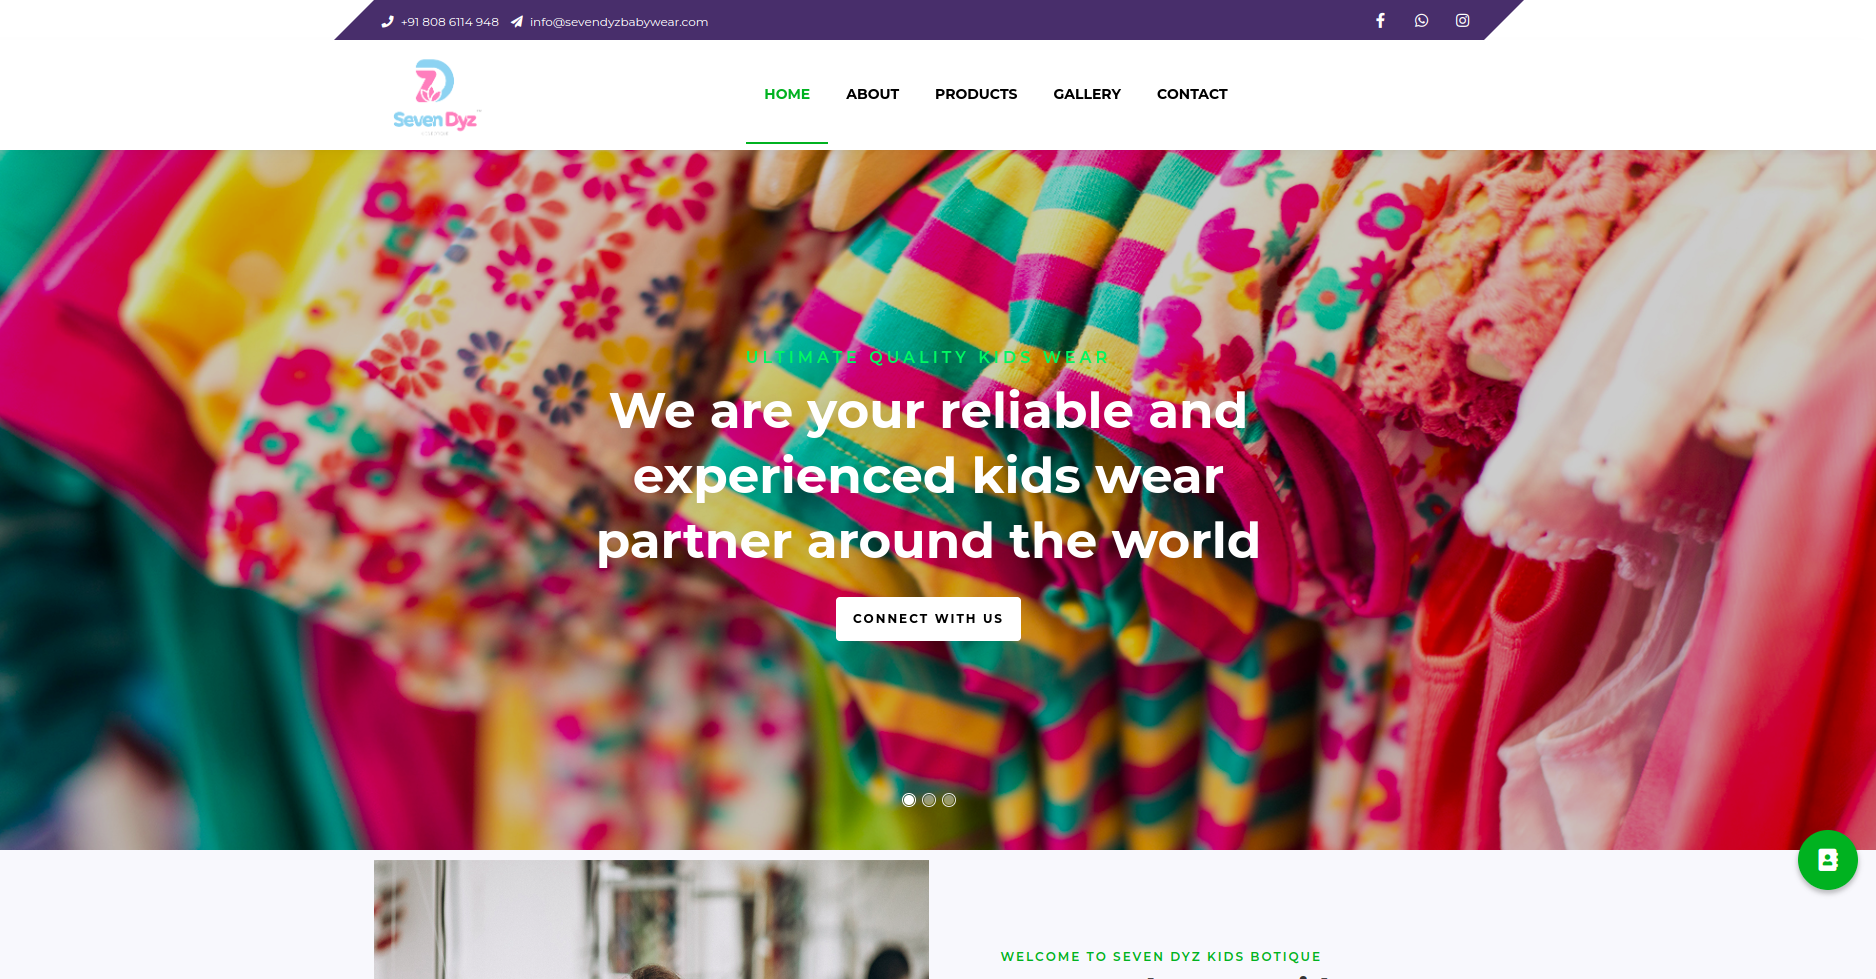 +91 808 6114 948 info@sevendyzbabywear.com
Seven Dyz
HOME ABOUT PRODUCTS GALLERY CONTACT
ULTIMATE QUALITY KIDS WEAR
We are your reliable and
experienced kids wear
partner around the world
CONNECT WITH US
WELCOME TO SEVEN DYZ KIDS BOTIQUE